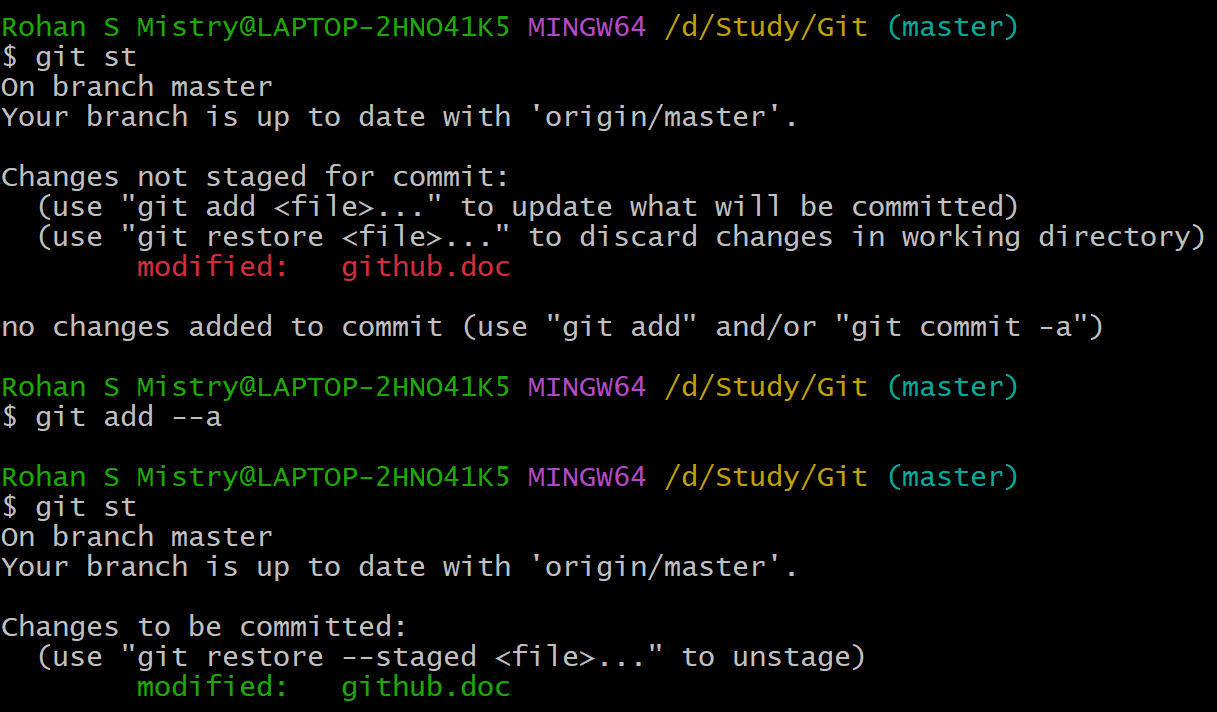 Rohan S Mistry@LAPTOP-2HNO41K5 MINGW64 /d/Study/Git (master)
$ git st
On branch master
Your branch is up to date with 'origin/master'.

Changes not staged for commit:
  (use "git add <file>..." to update what will be committed)
  (use "git restore <file>..." to discard changes in working directory)
        modified:   github.doc

no changes added to commit (use "git add" and/or "git commit -a")

Rohan S Mistry@LAPTOP-2HNO41K5 MINGW64 /d/Study/Git (master)
$ git add --a

Rohan S Mistry@LAPTOP-2HNO41K5 MINGW64 /d/Study/Git (master)
$ git st
On branch master
Your branch is up to date with 'origin/master'.

Changes to be committed:
  (use "git restore --staged <file>..." to unstage)
        modified:   github.doc